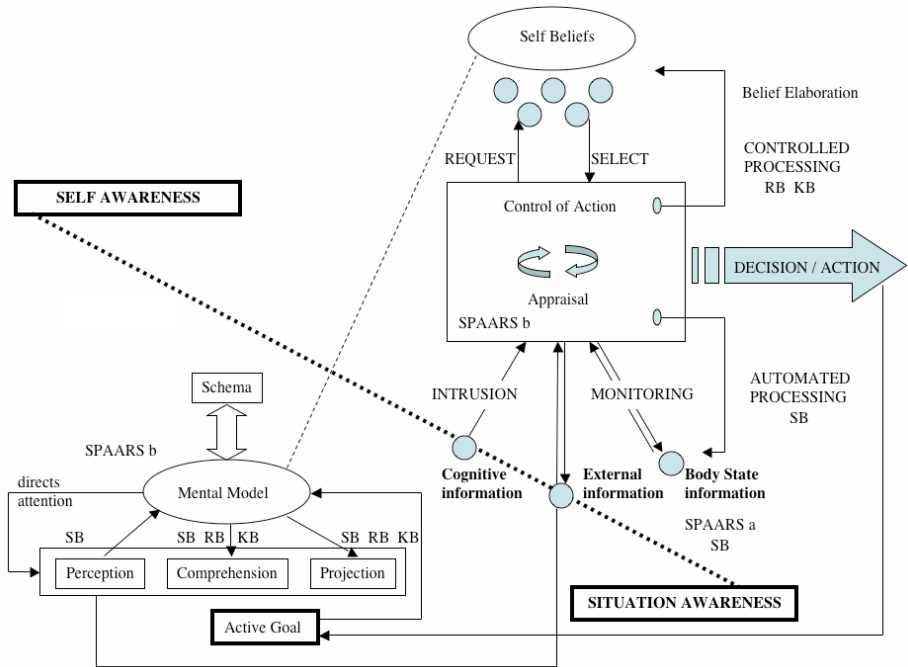 Self Beliefs
Belief Elaboration
CONTROLLED
PROCESSING
RB KB
REQUEST
SELECT
SELF AWARENESS
Control of Action
DECISION / ACTION
Appraisal
SPAARS b
INTRUSION
MONITORING
AUTOMATED
PROCESSING
SB
Schema
SPAARS b
Cognitive
information
External
information
Body State
information
directs
attention
Mental Model
SPAARS a
SB
SB
SB RB KB
SB RB KB
Perception
Comprehension
Projection
SITUATION AWARENESS
Active Goal